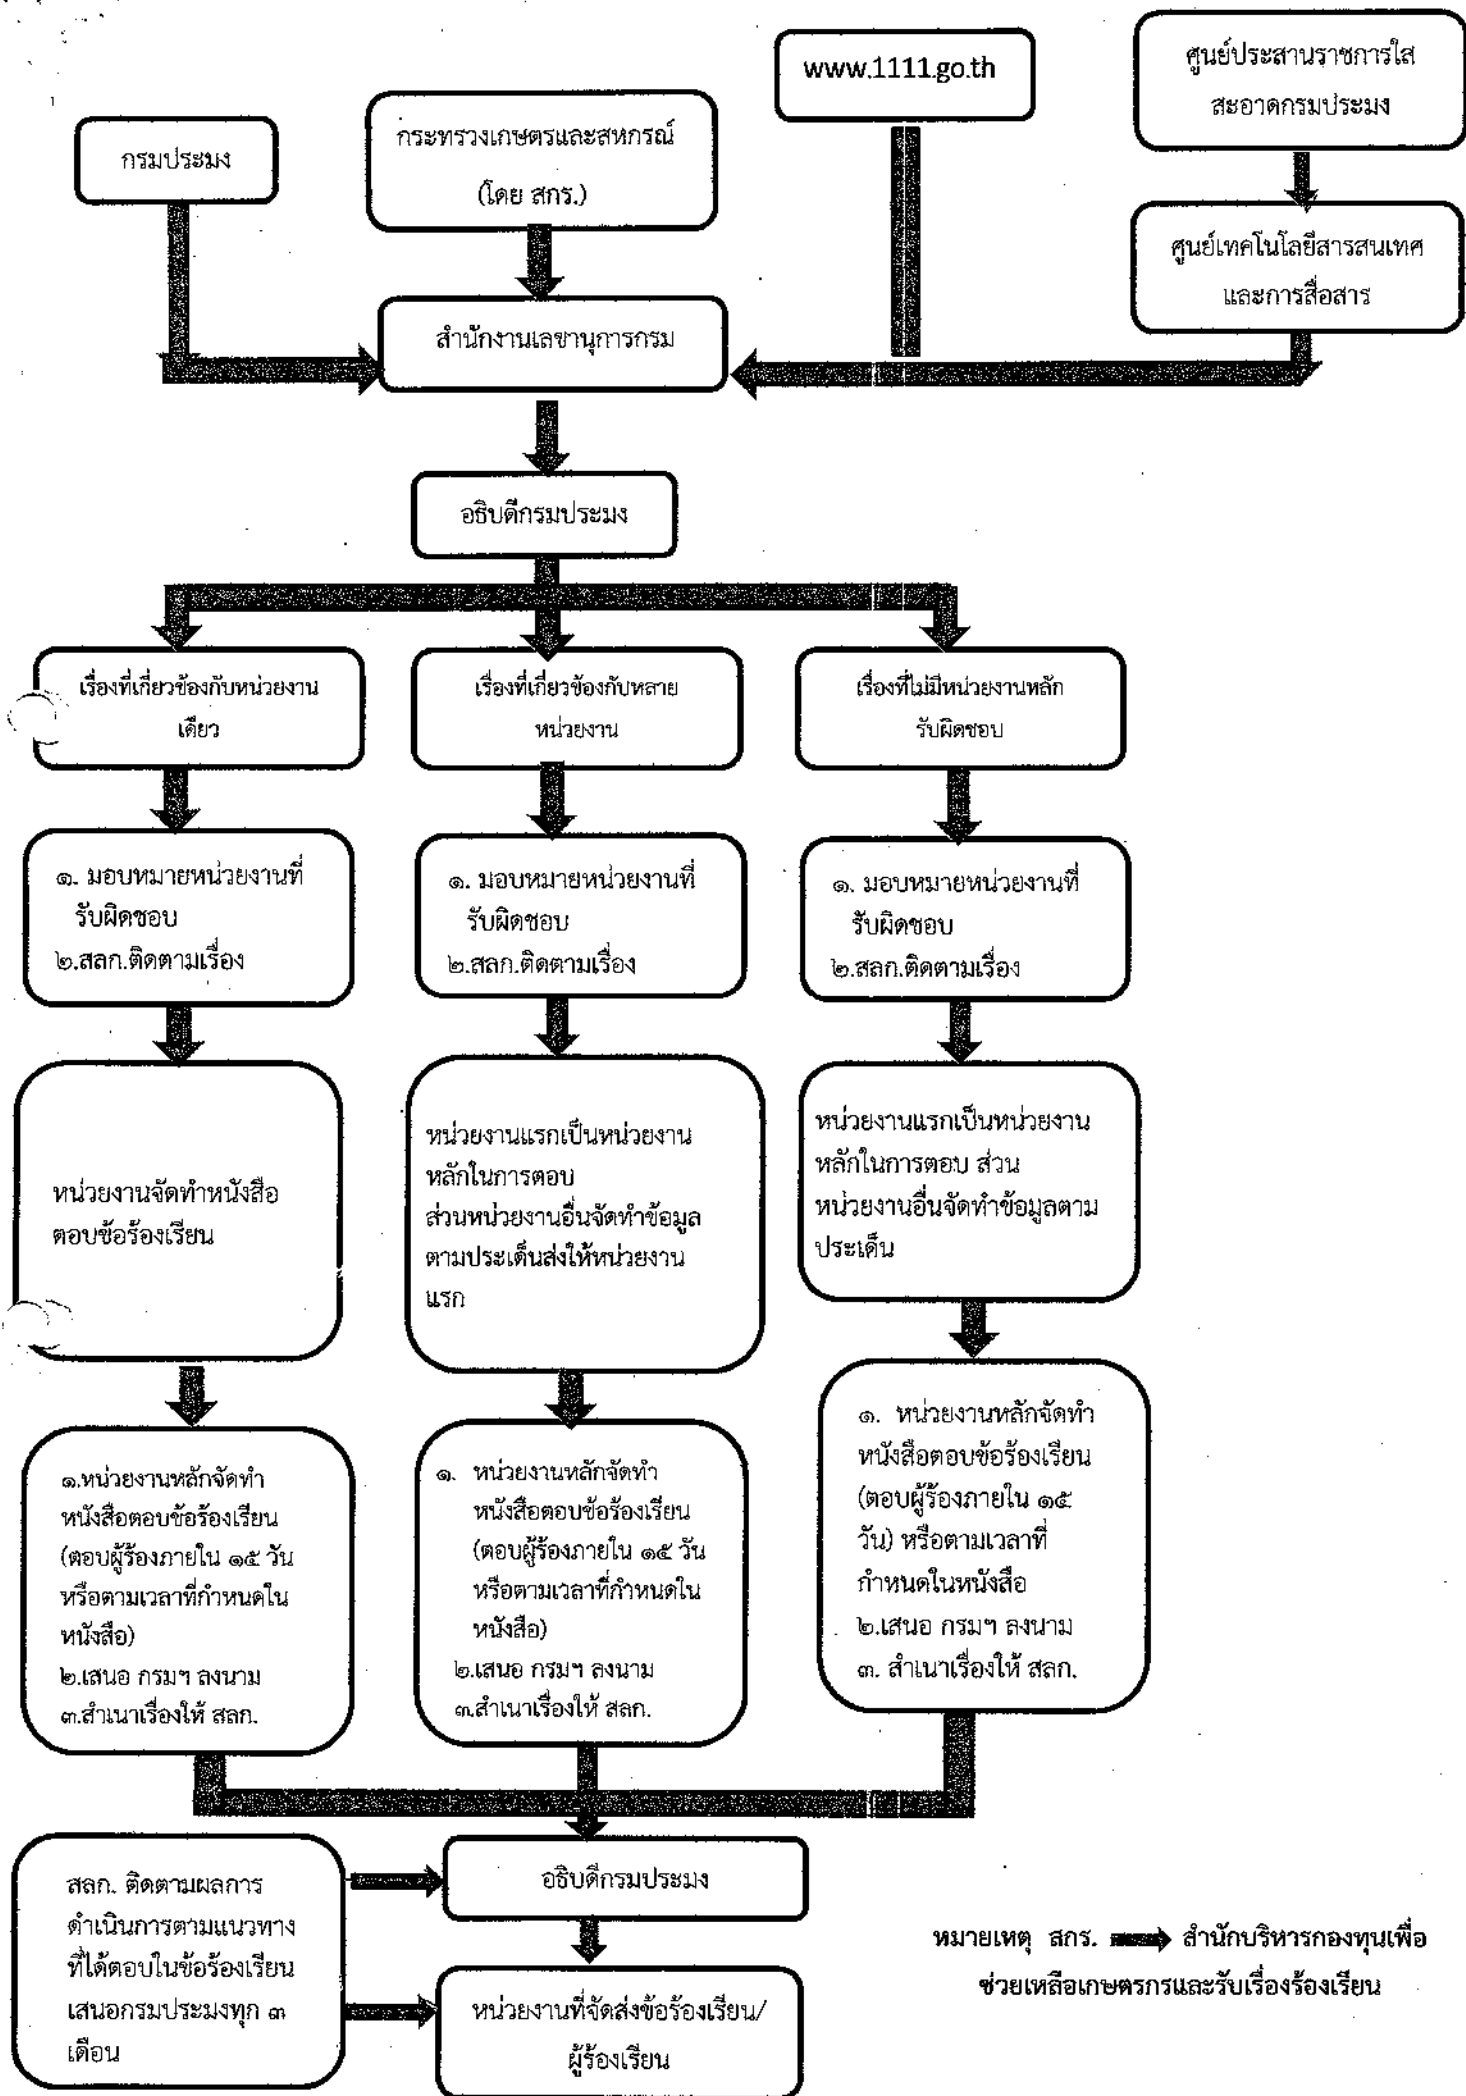 กรมประมง
กระทรวงเกษตรและสหกรณ์
(โดย สกร.)
www.1111.go.th
ศูนย์ประสานราชการใส
สะอาดกรมประมง
ศูนย์เทคโนโลยีสารสนเทศ
และการสื่อสาร
สำนักงานเลขานุการกรม
อธิบดีกรมประมง
เรื่องที่เกี่ยวข้องกับหน่วยงาน
เดียว
เรื่องที่เกี่ยวข้องกับหลาย
หน่วยงาน
เรื่องที่ไม่มีหน่วยงานหลัก
รับผิดชอบ
๑. มอบหมายหน่วยงานที่
รับผิดชอบ
๒.สลก.ติดตามเรื่อง
๑. มอบหมายหน่วยงานที่
รับผิดชอบ
๒.สลก.ติดตามเรื่อง
๑. มอบหมายหน่วยงานที่
รับผิดชอบ
๒.สลก.ติดตามเรื่อง
หน่วยงานจัดทำหนังสือ
ตอบข้อร้องเรียน
หน่วยงานแรกเป็นหน่วยงาน
หลักในการตอบ
ส่วนหน่วยงานอื่นจัดทำข้อมูล
ตามประเด็นส่งให้หน่วยงาน
แรก
หน่วยงานแรกเป็นหน่วยงาน
หลักในการตอบ ส่วน
หน่วยงานอื่นจัดทำข้อมูลตาม
ประเด็น
๑.หน่วยงานหลักจัดทำ
หนังสือตอบข้อร้องเรียน
(ตอบผู้ร้องภายใน ๑๕ วัน
หรือตามเวลาที่กำหนดใน
หนังสือ)
๒.เสนอ กรมฯ ลงนาม
๓.สำเนาเรื่องให้ สลก.
๑. หน่วยงานหลักจัดทำ
หนังสือตอบข้อร้องเรียน
(ตอบผู้ร้องภายใน ๑๕ วัน
หรือตามเวลาที่กำหนดใน
หนังสือ)
๒.เสนอ กรมฯ ลงนาม
๓.สำเนาเรื่องให้ สลก.
๑. หน่วยงานหลักจัดทำ
หนังสือตอบข้อร้องเรียน
(ตอบผู้ร้องภายใน ๑๕
วัน) หรือตามเวลาที่
กำหนดในหนังสือ
๒.เสนอ กรมฯ ลงนาม
๓. สำเนาเรื่องให้ สลก.
สลก. ติดตามผลการ
ดำเนินการตามแนวทาง
ที่ได้ตอบในข้อร้องเรียน
เสนอกรมประมงทุก ๓
เดือน
อธิบดีกรมประมง
หน่วยงานที่จัดส่งข้อร้องเรียน/
ผู้ร้องเรียน
หมายเหตุ สกร. สำนักบริหารกองทุนเพื่อ
ช่วยเหลือเกษตรกรและรับเรื่องร้องเรียน